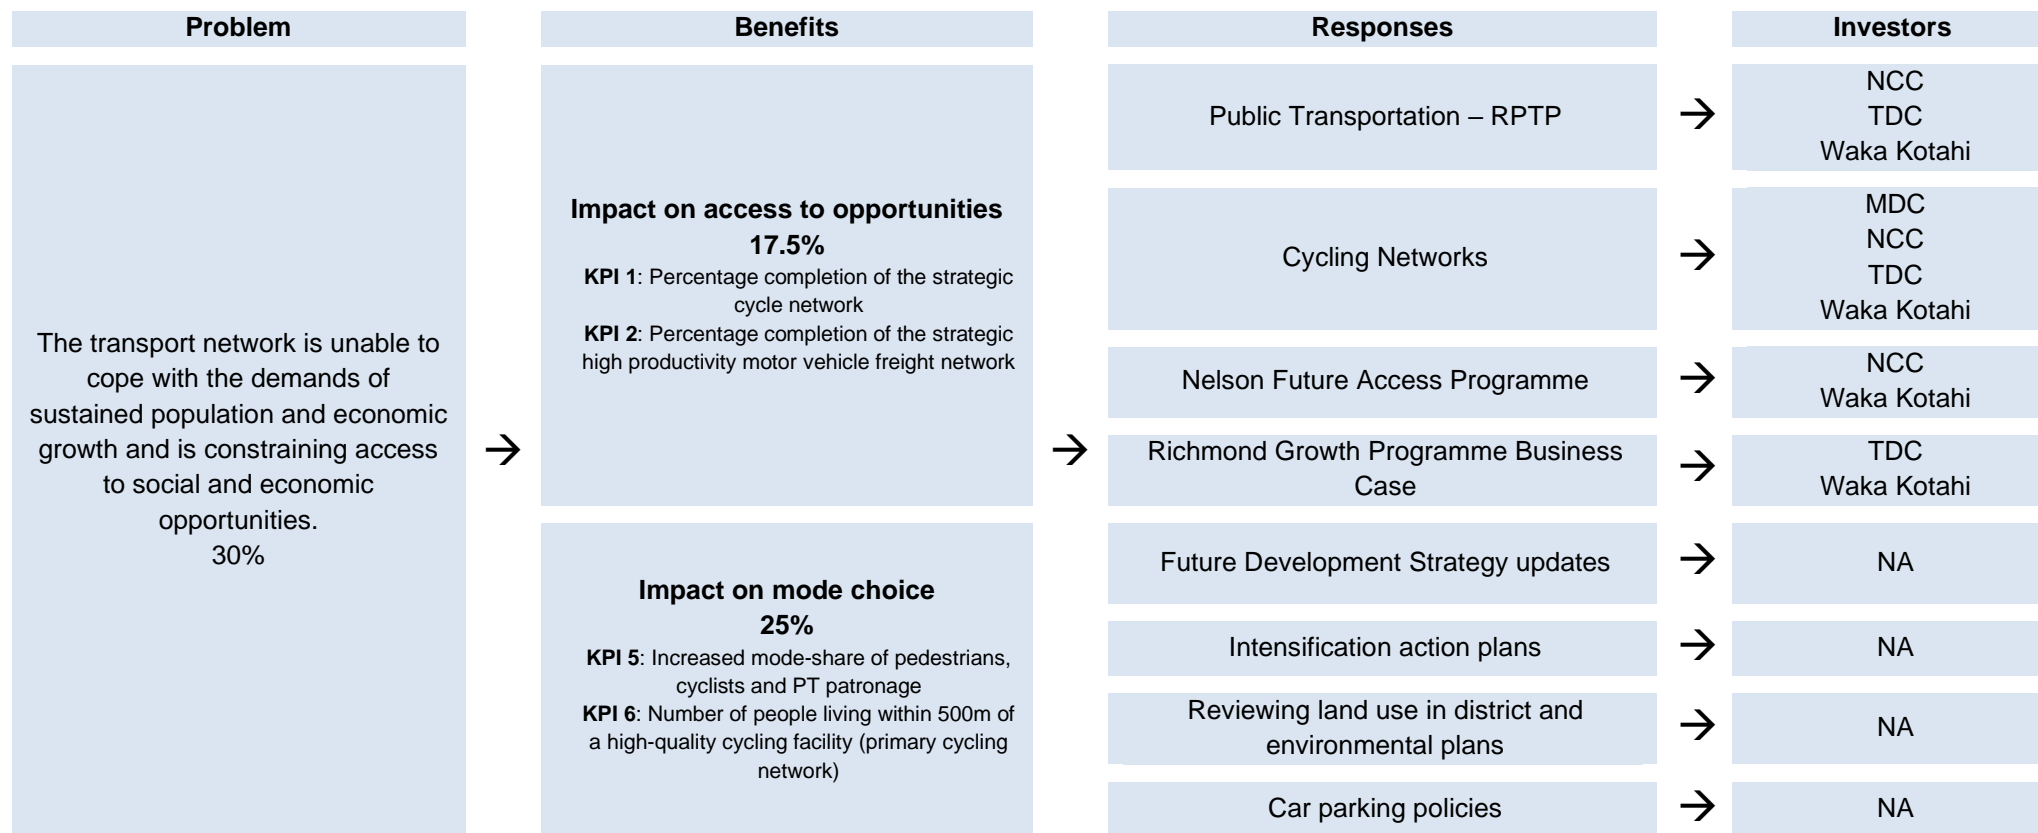 Problem
Benefits
Responses
Investors
The transport network is unable to
cope with the demands of
sustained population and economic
growth and is constraining access
to social and economic
opportunities.
30%
→
Impact on access to opportunities
17.5%
KPI 1: Percentage completion of the strategic
cycle network
KPI 2: Percentage completion of the strategic
high productivity motor vehicle freight network
Impact on mode choice
25%
KPI 5: Increased mode-share of pedestrians,
cyclists and PT patronage
KPI 6: Number of people living within 500m of
a high-quality cycling facility (primary cycling
network)
→
Public Transportation – RPTP
→
NCC
TDC
Waka Kotahi
Cycling Networks
→
MDC
NCC
TDC
Waka Kotahi
Nelson Future Access Programme
→
NCC
Waka Kotahi
Richmond Growth Programme Business
Case
→
TDC
Waka Kotahi
Future Development Strategy updates
→
NA
Intensification action plans
→
NA
Reviewing land use in district and
environmental plans
→
NA
Car parking policies
→
NA